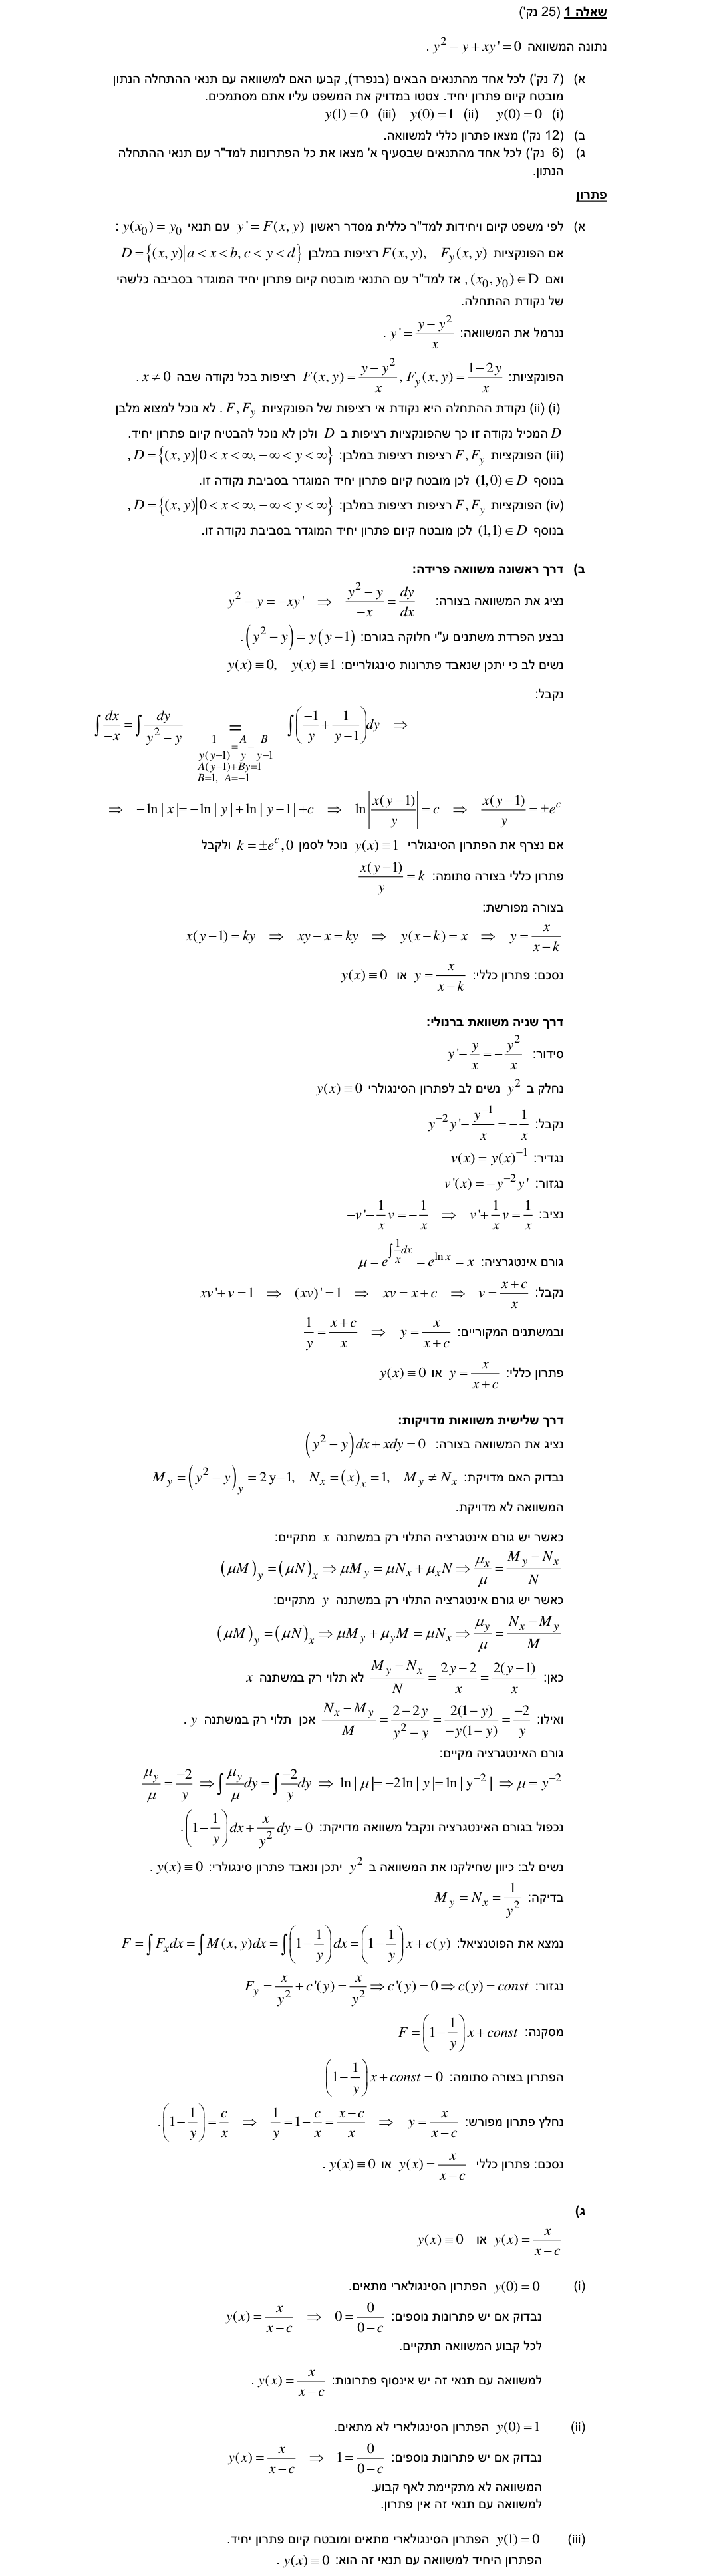 שאלה 1 (25 נק')
נתונה המשוואה y² − y + xy' = 0 .
א) (7 נק') לכל אחד מהתנאים הבאים (בנפרד), קבעו האם למשוואה עם תנאי ההתחלה הנתון
מובטח קיום פתרון יחיד. צטטו במדויק את המשפט עליו אתם מסתמכים.
(i) y(0) = 0 (ii) y(0) = 1 (iii) y(1) = 0
ב) (12 נק') מצאו פתרון כללי למשוואה.
ג) (6 נק') לכל אחד מהתנאים שבסעיף א' מצאו את כל הפתרונות למד"ר עם תנאי ההתחלה
הנתון.
פתרון
א) לפי משפט קיום ויחידות למד"ר כללית מסדר ראשון y' = F(x, y) עם תנאי y(x₀) = y₀ :
אם הפונקציות F(x, y), F_y(x, y) רציפות במלבן D = {(x, y)| a < x < b, c < y < d}
ואם (x₀, y₀) ∈ D , אז למד"ר עם התנאי מובטח קיום פתרון יחיד המוגדר בסביבה כלשהי
של נקודת ההתחלה.
ננרמל את המשוואה: y' = (y − y²)/x .
הפונקציות: F(x, y) = (y − y²)/x , F_y(x, y) = (1 − 2y)/x רציפות בכל נקודה שבה x ≠ 0 .
(i) (ii) נקודת ההתחלה היא נקודת אי רציפות של הפונקציות F, F_y . לא נוכל למצוא מלבן
D המכיל נקודה זו כך שהפונקציות רציפות ב D ולכן לא נוכל להבטיח קיום פתרון יחיד.
(iii) הפונקציות F, F_y רציפות רציפות במלבן: D = {(x, y)| 0 < x < ∞, −∞ < y < ∞} ,
בנוסף (1, 0) ∈ D לכן מובטח קיום פתרון יחיד המוגדר בסביבת נקודה זו.
(iv) הפונקציות F, F_y רציפות רציפות במלבן: D = {(x, y)| 0 < x < ∞, −∞ < y < ∞} ,
בנוסף (1, 1) ∈ D לכן מובטח קיום פתרון יחיד המוגדר בסביבת נקודה זו.
ב) דרך ראשונה משוואה פרידה:
נציג את המשוואה בצורה: y² − y = −xy' ⇒ (y² − y)/(−x) = dy/dx
נבצע הפרדת משתנים ע"י חלוקה בגורם: (y² − y) = y(y − 1) .
נשים לב כי יתכן שנאבד פתרונות סינגולריים: y(x) ≡ 0, y(x) ≡ 1
נקבל:
∫ dx/(−x) = ∫ dy/(y² − y) = ∫ (−1/y + 1/(y − 1)) dy ⇒
1/(y(y−1)) = A/y + B/(y−1)
A(y−1)+By=1
B=1, A=−1
⇒ −ln | x |= −ln | y | + ln | y − 1 | + c ⇒ ln |x(y − 1)/y| = c ⇒ x(y − 1)/y = ±e^c
אם נצרף את הפתרון הסינגולרי y(x) ≡ 1 נוכל לסמן k = ±e^c, 0 ולקבל
פתרון כללי בצורה סתומה: x(y − 1)/y = k
בצורה מפורשת:
x(y − 1) = ky ⇒ xy − x = ky ⇒ y(x − k) = x ⇒ y = x/(x − k)
נסכם: פתרון כללי: y = x/(x − k) או y(x) ≡ 0
דרך שניה משוואת ברנולי:
סידור: y' − y/x = −y²/x
נחלק ב y² נשים לב לפתרון הסינגולרי y(x) ≡ 0
נקבל: y⁻²y' − y⁻¹/x = −1/x
נגדיר: v(x) = y(x)⁻¹
נגזור: v'(x) = −y⁻²y'
נציב: −v' − (1/x)v = −1/x ⇒ v' + (1/x)v = 1/x
גורם אינטגרציה: μ = e^(∫(1/x)dx) = e^(ln x) = x
נקבל: xv' + v = 1 ⇒ (xv)' = 1 ⇒ xv = x + c ⇒ v = (x + c)/x
ובמשתנים המקוריים: 1/y = (x + c)/x ⇒ y = x/(x + c)
פתרון כללי: y = x/(x + c) או y(x) ≡ 0
דרך שלישית משוואות מדויקות:
נציג את המשוואה בצורה: (y² − y)dx + xdy = 0
נבדוק האם מדויקת: M_y = (y² − y)_y = 2y − 1, N_x = (x)_x = 1, M_y ≠ N_x
המשוואה לא מדויקת.
כאשר יש גורם אינטגרציה התלוי רק במשתנה x מתקיים:
(μM)_y = (μN)_x ⇒ μM_y = μN_x + μ_xN ⇒ μ_x/μ = (M_y − N_x)/N
כאשר יש גורם אינטגרציה התלוי רק במשתנה y מתקיים:
(μM)_y = (μN)_x ⇒ μM_y + μ_yM = μN_x ⇒ μ_y/μ = (N_x − M_y)/M
כאן: (M_y − N_x)/N = (2y − 2)/x = 2(y − 1)/x לא תלוי רק במשתנה x
ואילו: (N_x − M_y)/M = (2 − 2y)/(y² − y) = 2(1 − y)/(−y(1 − y)) = −2/y אכן תלוי רק במשתנה y .
גורם האינטגרציה מקיים:
μ_y/μ = −2/y ⇒ ∫ (μ_y/μ) dy = ∫ (−2/y) dy ⇒ ln | μ |= −2 ln | y |= ln | y⁻² | ⇒ μ = y⁻²
נכפול בגורם האינטגרציה ונקבל משוואה מדויקת: (1 − 1/y)dx + (x/y²)dy = 0 .
נשים לב: כיוון שחילקנו את המשוואה ב y² יתכן ונאבד פתרון סינגולרי: y(x) ≡ 0 .
בדיקה: M_y = N_x = 1/y²
נמצא את הפוטנציאל: F = ∫ F_x dx = ∫ M(x, y)dx = ∫ (1 − 1/y) dx = (1 − 1/y)x + c(y)
נגזור: F_y = x/y² + c'(y) = x/y² ⇒ c'(y) = 0 ⇒ c(y) = const
מסקנה: F = (1 − 1/y)x + const
הפתרון בצורה סתומה: (1 − 1/y)x + const = 0
נחלץ פתרון מפורש: (1 − 1/y) = c/x ⇒ 1/y = 1 − c/x = (x − c)/x ⇒ y = x/(x − c) .
נסכם: פתרון כללי y(x) = x/(x − c) או y(x) ≡ 0 .
ג)
y(x) = x/(x − c) או y(x) ≡ 0
(i) y(0) = 0 הפתרון הסינגולארי מתאים.
נבדוק אם יש פתרונות נוספים: y(x) = x/(x − c) ⇒ 0 = 0/(0 − c)
לכל קבוע המשוואה תתקיים.
למשוואה עם תנאי זה יש אינסוף פתרונות: y(x) = x/(x − c) .
(ii) y(0) = 1 הפתרון הסינגולארי לא מתאים.
נבדוק אם יש פתרונות נוספים: y(x) = x/(x − c) ⇒ 1 = 0/(0 − c)
המשוואה לא מתקיימת לאף קבוע.
למשוואה עם תנאי זה אין פתרון.
(iii) y(1) = 0 הפתרון הסינגולארי מתאים ומובטח קיום פתרון יחיד.
הפתרון היחיד למשוואה עם תנאי זה הוא: y(x) ≡ 0 .